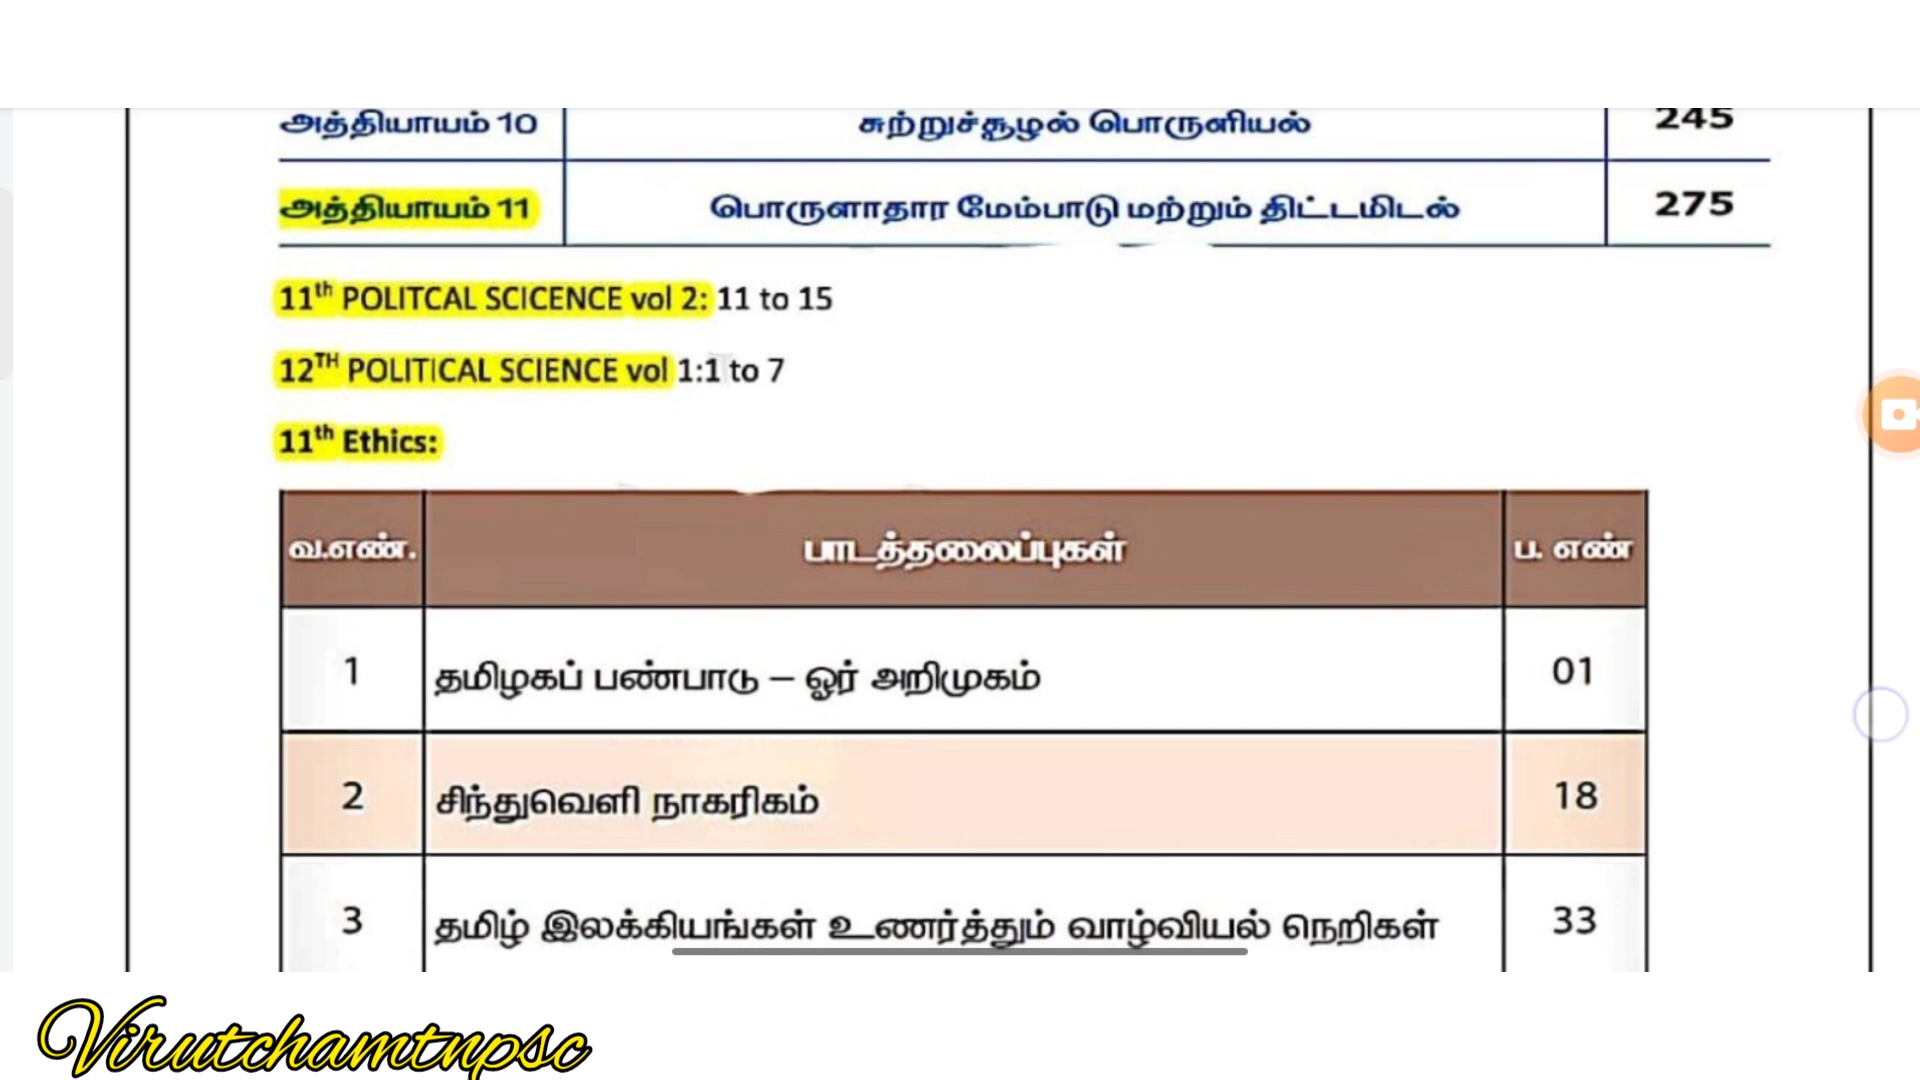 அத்தியாயம் 10 சுற்றுச்சூழல் பொருளியல் 245
அத்தியாயம் 11 பொருளாதார மேம்பாடு மற்றும் திட்டமிடல் 275
11th POLITCAL SCICENCE vol 2: 11 to 15
12TH POLITICAL SCIENCE vol 1:1 to 7
11th Ethics:
வ.எண். பாடத்தலைப்புகள் ப. எண்
1 தமிழகப் பண்பாடு – ஓர் அறிமுகம் 01
2 சிந்துவெளி நாகரிகம் 18
3 தமிழ் இலக்கியங்கள் உணர்த்தும் வாழ்வியல் நெறிகள் 33
Virutchamtnpsc